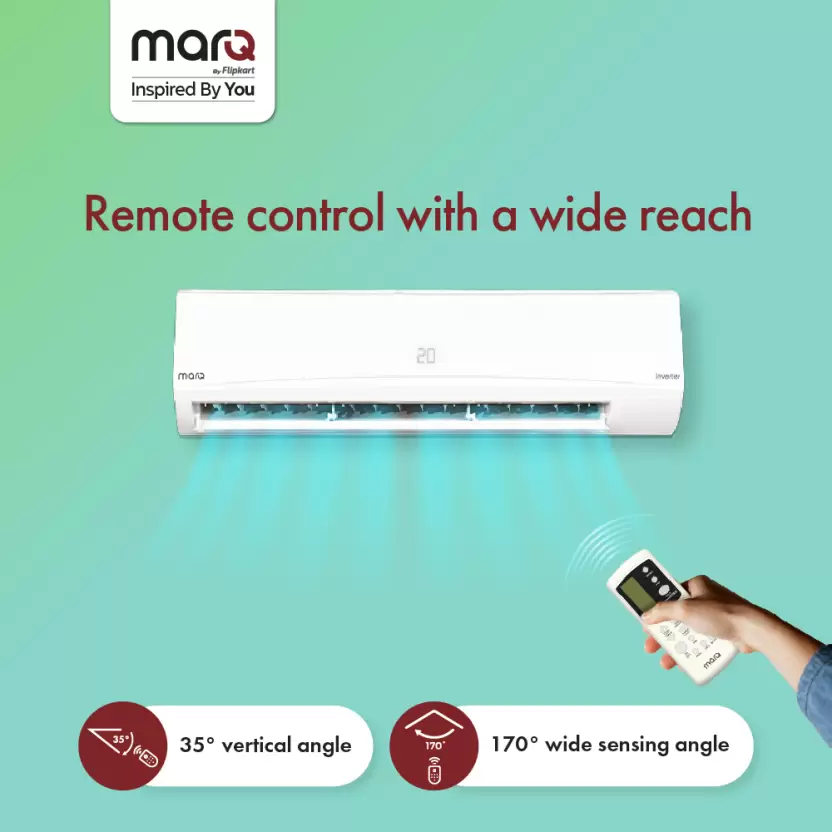 marQ
By Flipkart
Inspired By You
Remote control with a wide reach
20
marQ
Inverter
marQ
35°
35° vertical angle
170°
170° wide sensing angle